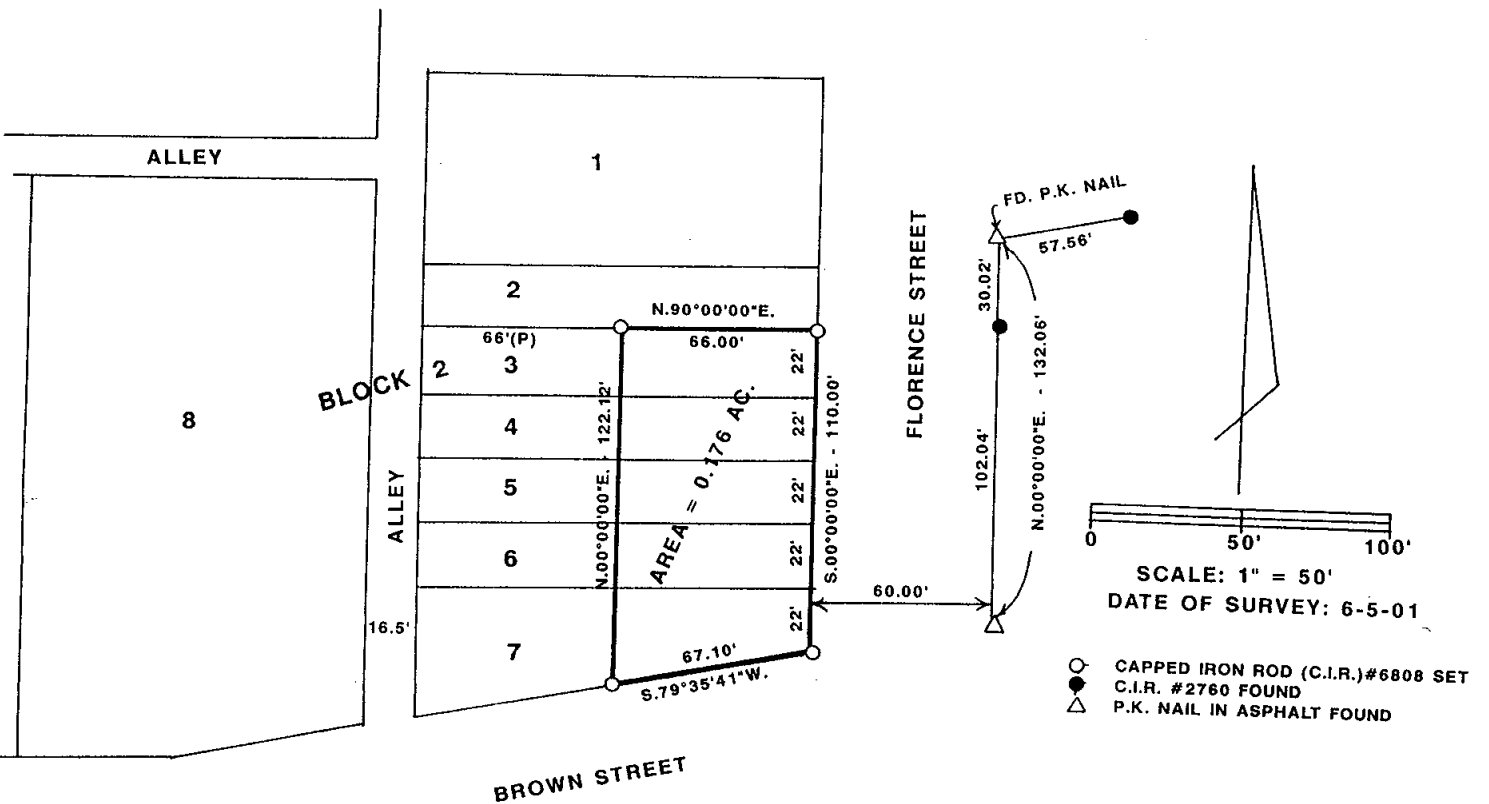 ALLEY
1
FD. P.K. NAIL
57.56'
30.02'
FLORENCE STREET
2
N.90°00'00"E.
66'(P)
66.00'
3
22'
BLOCK 2
8
4
22'
N.00°00'00"E. - 122.12'
AREA = 0.176 AC.
S.00°00'00"E. - 110.00'
102.04'
N.00°00'00"E. - 132.06'
ALLEY
5
22'
6
22'
0 50' 100'
SCALE: 1" = 50'
DATE OF SURVEY: 6-5-01
60.00'
16.5'
7
22'
67.10'
S.79°35'41"W.
CAPPED IRON ROD (C.I.R.)#6808 SET
C.I.R. #2760 FOUND
P.K. NAIL IN ASPHALT FOUND
BROWN STREET